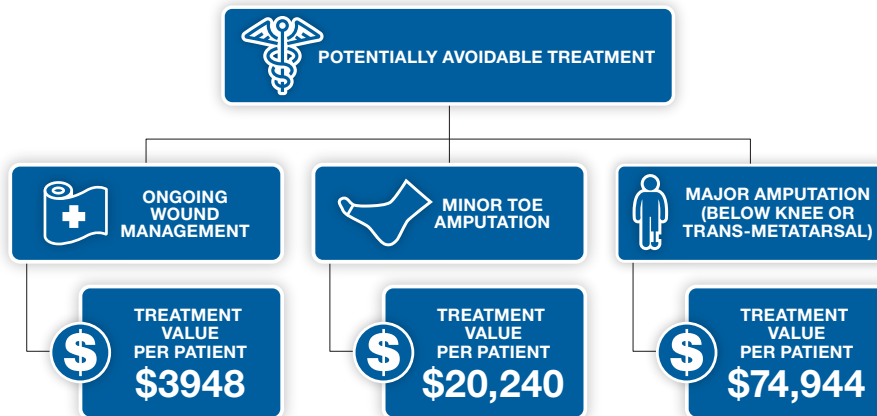 POTENTIALLY AVOIDABLE TREATMENT
ONGOING
WOUND
MANAGEMENT
MINOR TOE
AMPUTATION
MAJOR AMPUTATION
(BELOW KNEE OR
TRANS-METATARSAL)
$
TREATMENT
VALUE
PER PATIENT
$3948
$
TREATMENT
VALUE
PER PATIENT
$20,240
$
TREATMENT
VALUE
PER PATIENT
$74,944